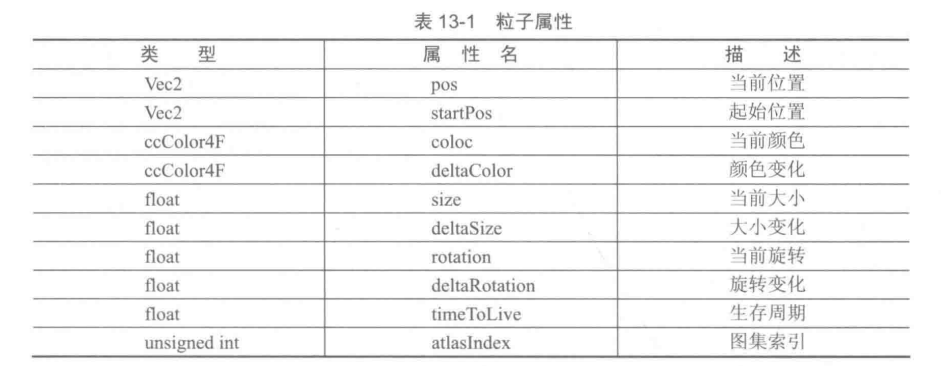 表 13-1 粒子属性
类 型 属 性 名 描 述
Vec2 pos 当前位置
Vec2 startPos 起始位置
ccColor4F coloc 当前颜色
ccColor4F deltaColor 颜色变化
float size 当前大小
float deltaSize 大小变化
float rotation 当前旋转
float deltaRotation 旋转变化
float timeToLive 生存周期
unsigned int atlasIndex 图集索引